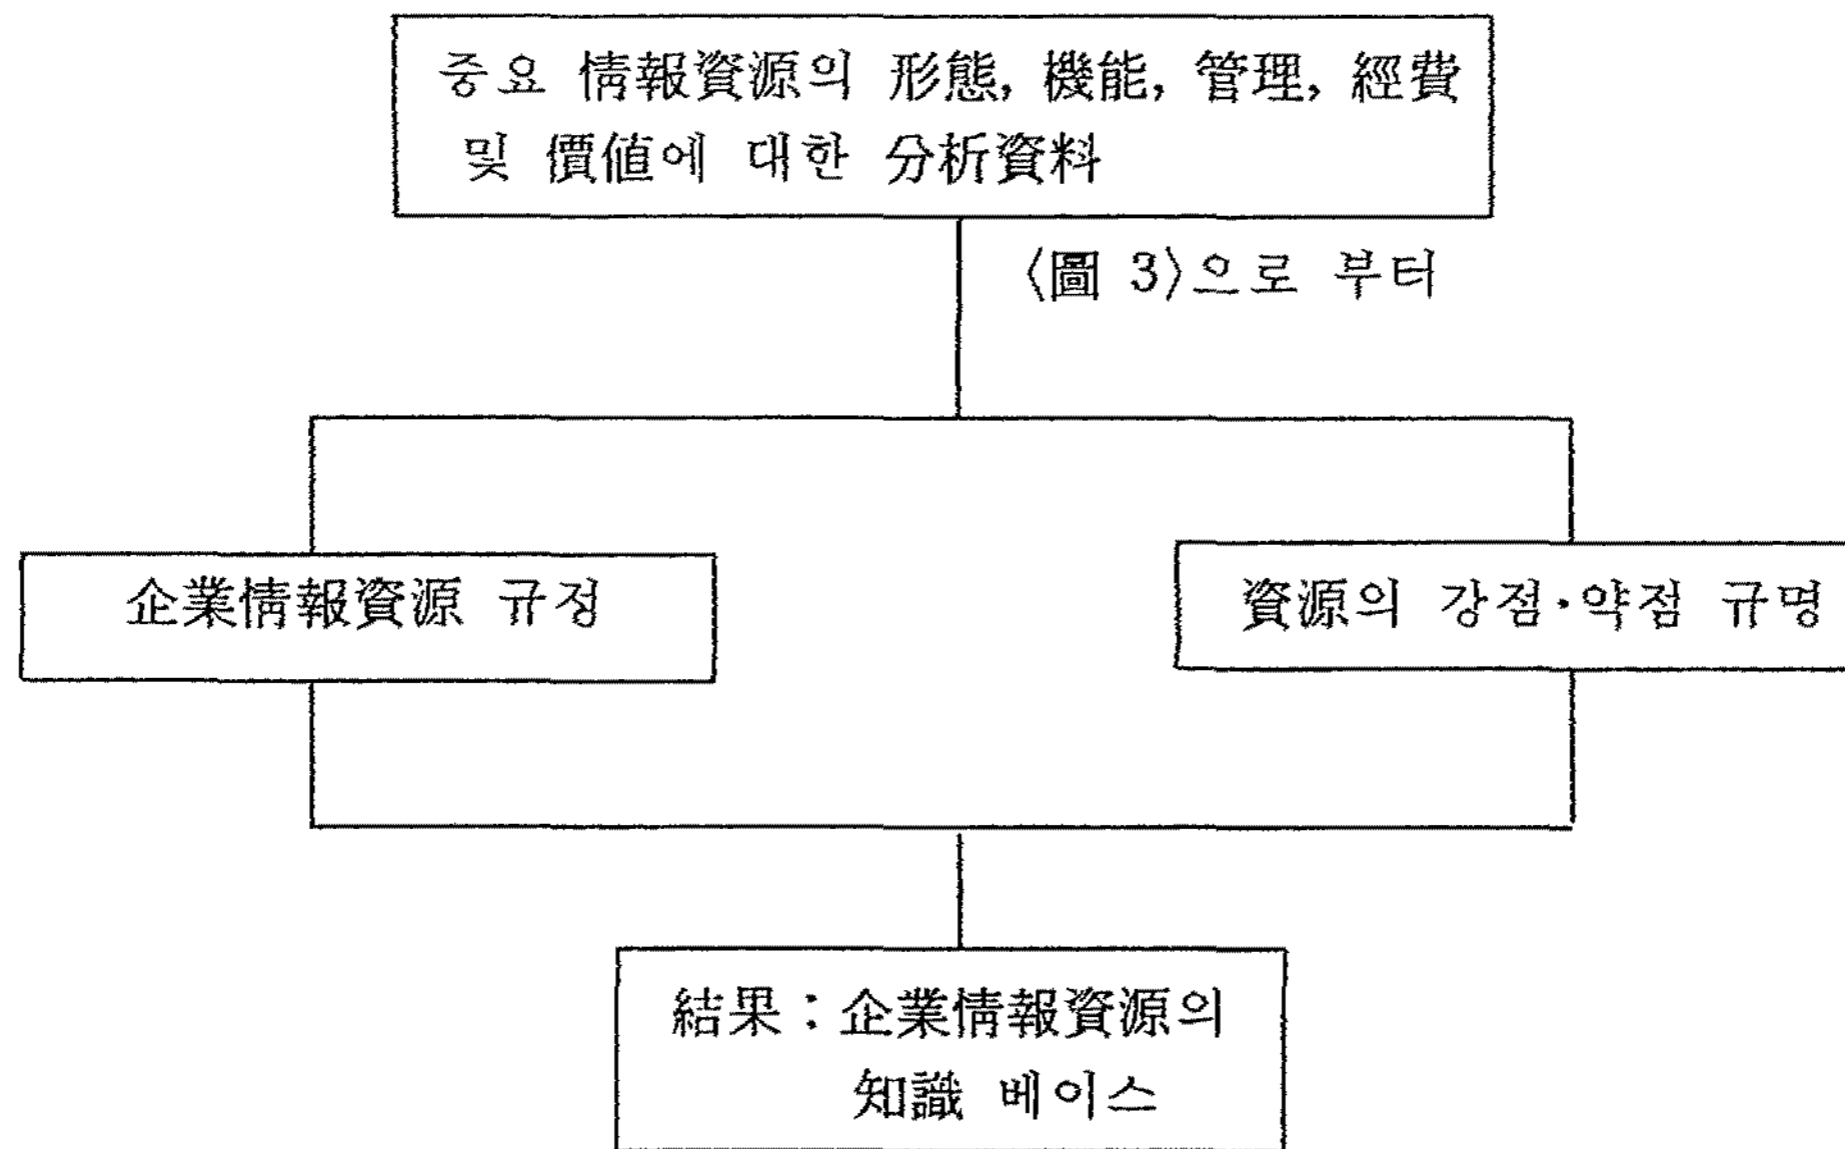 중요 情報資源의 形態, 機能, 管理, 經費
및 價値에 대한 分析資料
〈圖 3〉으로 부터
企業情報資源 규정
資源의 강점·약점 규명
結果 : 企業情報資源의
知識 베이스